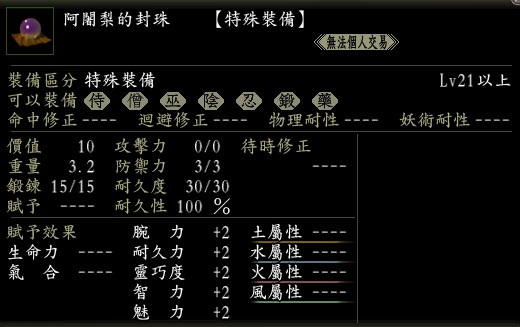 阿闍梨的封珠 【特殊裝備】
無法個人交易
裝備區分 特殊裝備 Lv21以上
可以裝備 侍 僧 巫 陰 忍 鍛 藥
命中修正 ---- 迴避修正 ---- 物理耐性 ---- 妖術耐性 ----
價值 10 攻擊力 0/0 待時修正
重量 3.2 防禦力 3/3 ----
鍛鍊 15/15 耐久度 30/30
賦予 ---- 耐久性 100 %
賦予效果 腕 力 +2 土屬性 ----
生命力 ---- 耐久力 +2 水屬性 ----
氣 合 ---- 靈巧度 +2 火屬性 ----
智 力 +2 風屬性 ----
魅 力 +2